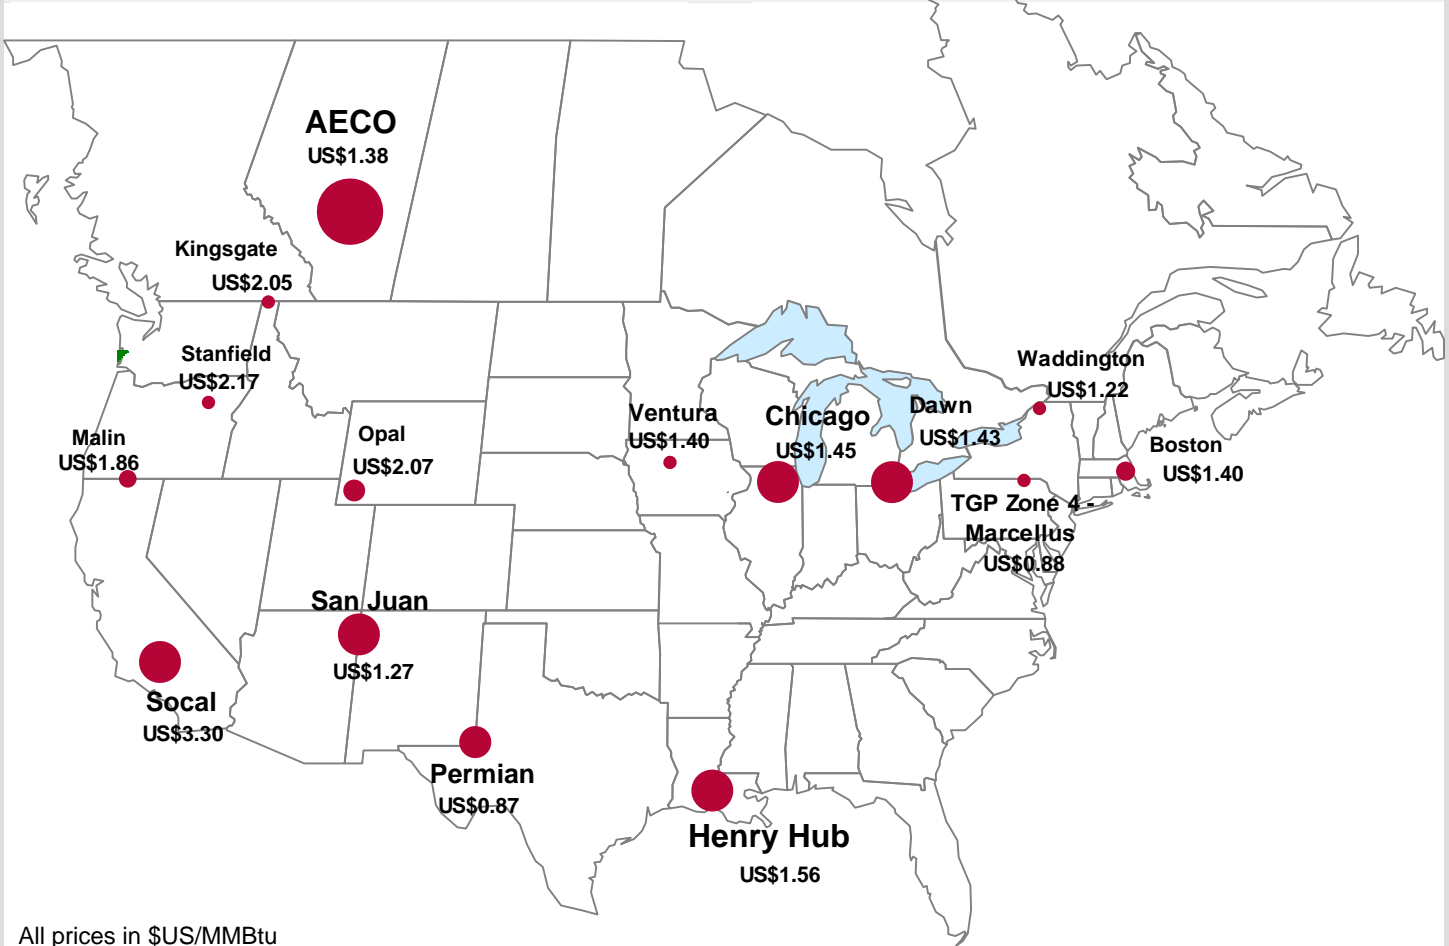 AECO
US$1.38
Kingsgate
US$2.05
Stanfield
US$2.17
Malin
US$1.86
Opal
US$2.07
Ventura
US$1.40
Chicago
US$1.45
Dawn
US$1.43
Waddington
US$1.22
Boston
US$1.40
TGP Zone 4 -
Marcellus
US$0.88
San Juan
US$1.27
Socal
US$3.30
Permian
US$0.87
Henry Hub
US$1.56
All prices in $US/MMBtu